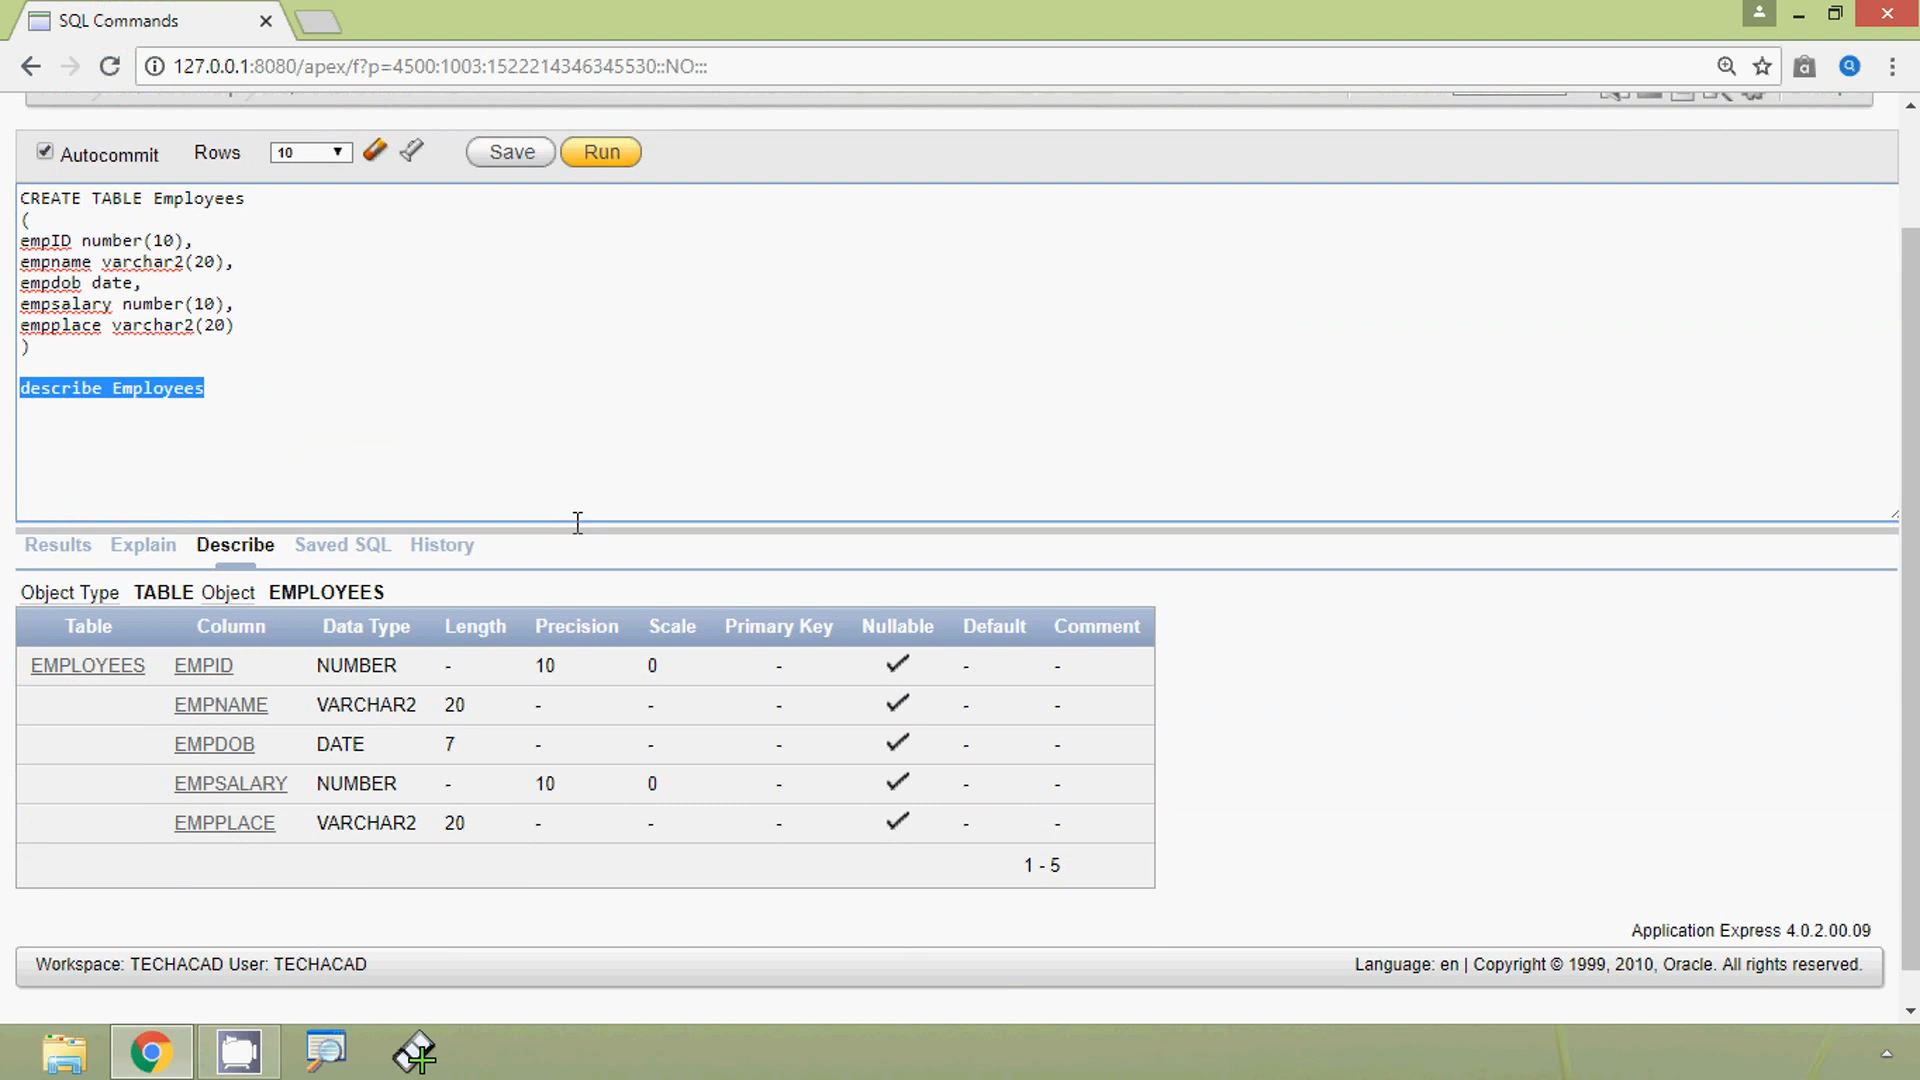 SQL Commands
127.0.0.1:8080/apex/f?p=4500:1003:1522214346345530::NO:::
Autocommit Rows 10 Save Run
CREATE TABLE Employees
(
empID number(10),
empname varchar2(20),
empdob date,
empsalary number(10),
empplace varchar2(20)
)
describe Employees
Results Explain Describe Saved SQL History
Object Type TABLE Object EMPLOYEES
Table Column Data Type Length Precision Scale Primary Key Nullable Default Comment
EMPLOYEES EMPID NUMBER - 10 0 - - -
EMPNAME VARCHAR2 20 - - - - -
EMPDOB DATE 7 - - - - -
EMPSALARY NUMBER - 10 0 - - -
EMPPLACE VARCHAR2 20 - - - - -
1 - 5
Application Express 4.0.2.00.09
Workspace: TECHACAD User: TECHACAD
Language: en | Copyright © 1999, 2010, Oracle. All rights reserved.